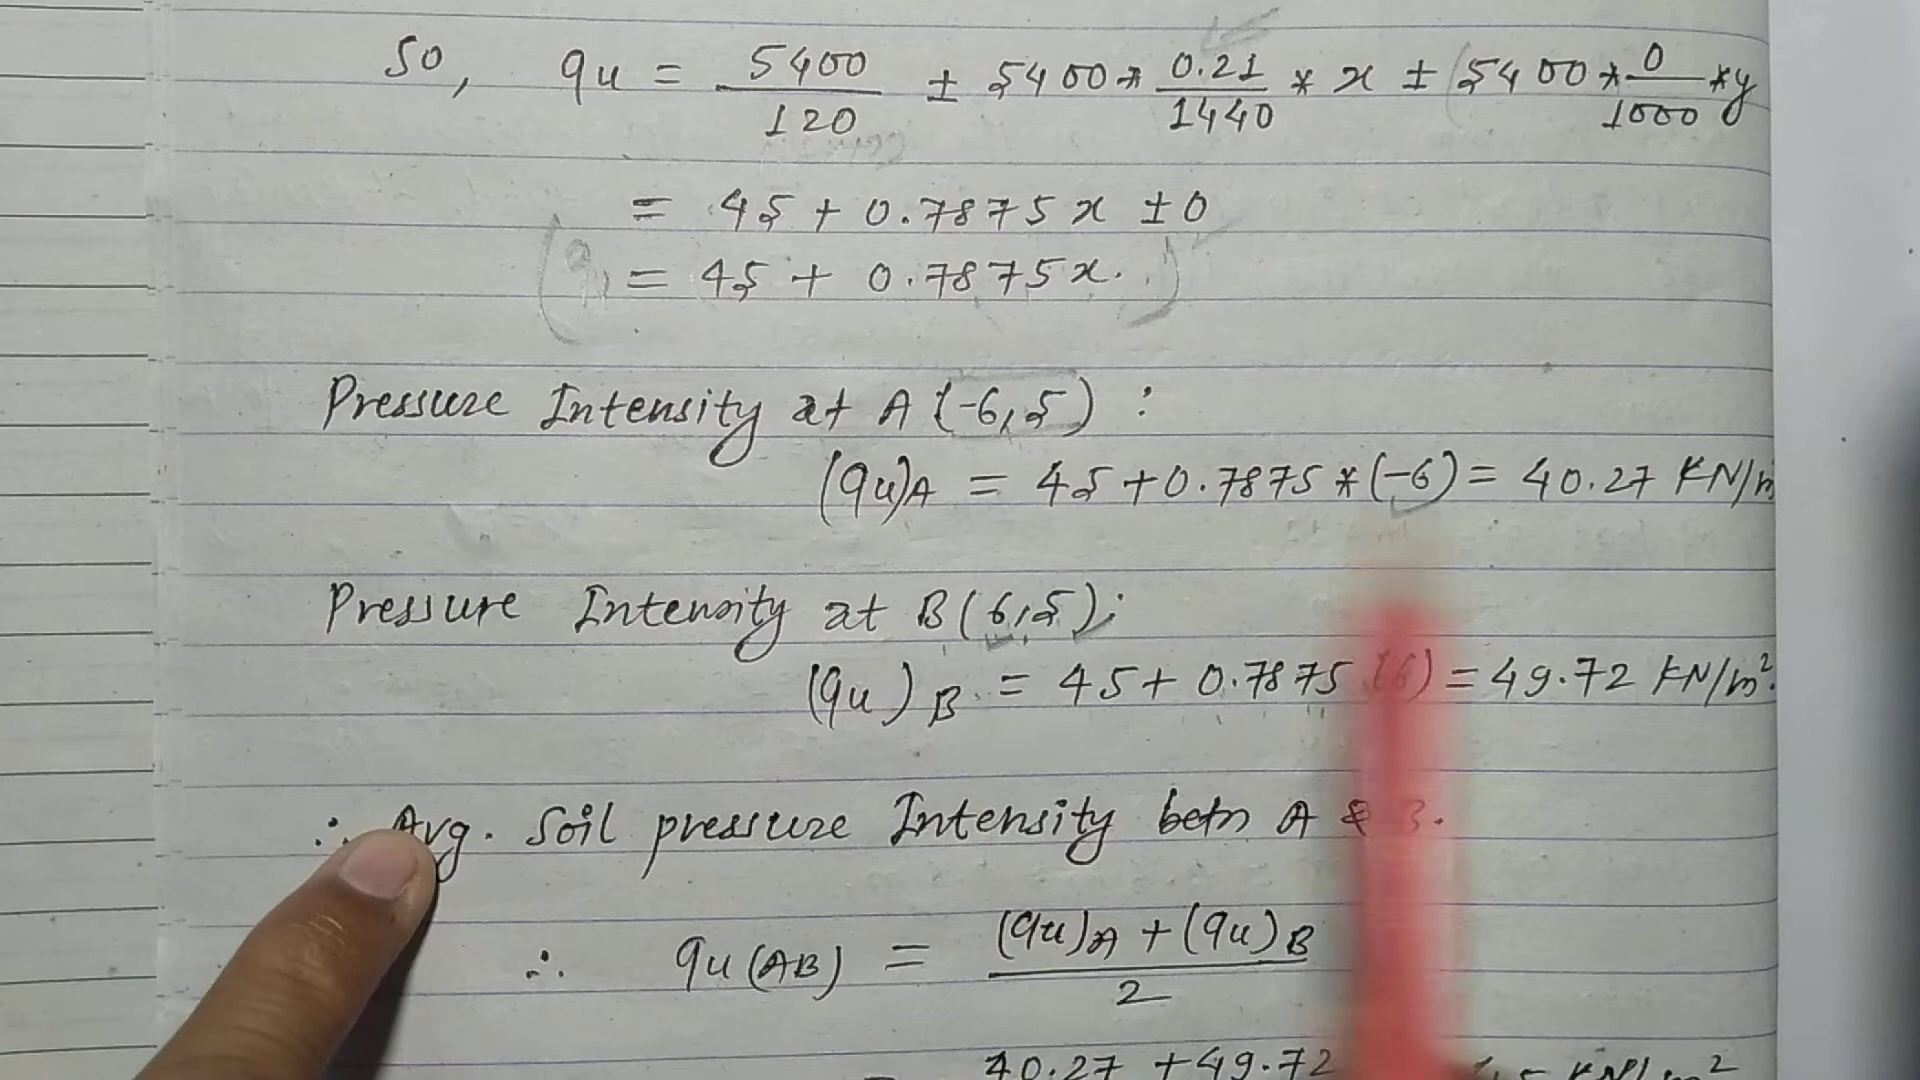 So, qu = 5400/120 ± 5400 * 0.21/1440 * x ± (5400 * 0/1000 * y
= 45 + 0.7875 x ± 0
(q = 45 + 0.7875 x. )
Pressure Intensity at A (-6,5) :
(qu)A = 45 + 0.7875 * (-6) = 40.27 KN/m
Pressure Intensity at B (6,5) ;
(qu)B = 45 + 0.7875 (6) = 49.72 KN/m².
∴ Avg. Soil pressure Intensity betn A & B.
∴ qu(AB) = (qu)A + (qu)B / 2
= 40.27 + 49.72 KN/m²